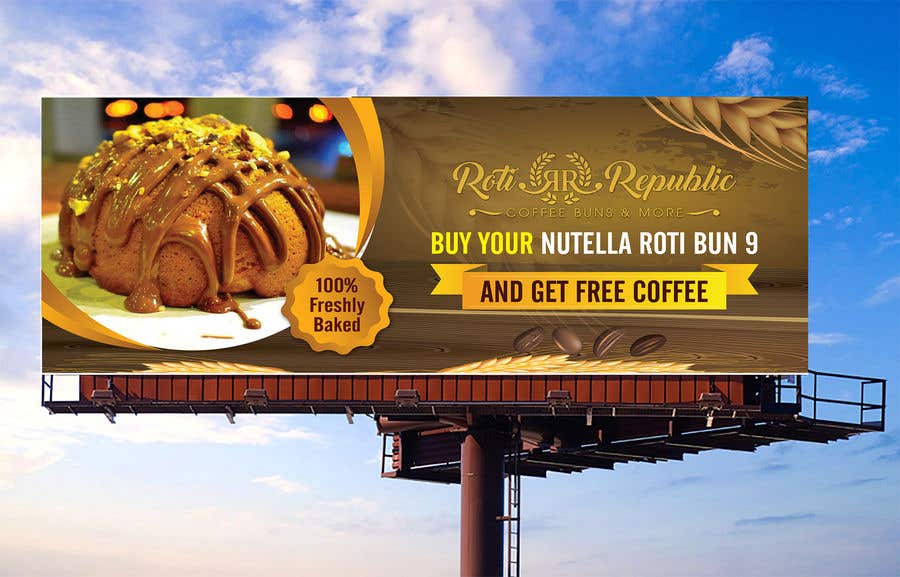 Roti RR Republic
COFFEE BUNS & MORE
BUY YOUR NUTELLA ROTI BUN 9
AND GET FREE COFFEE
100%
Freshly
Baked